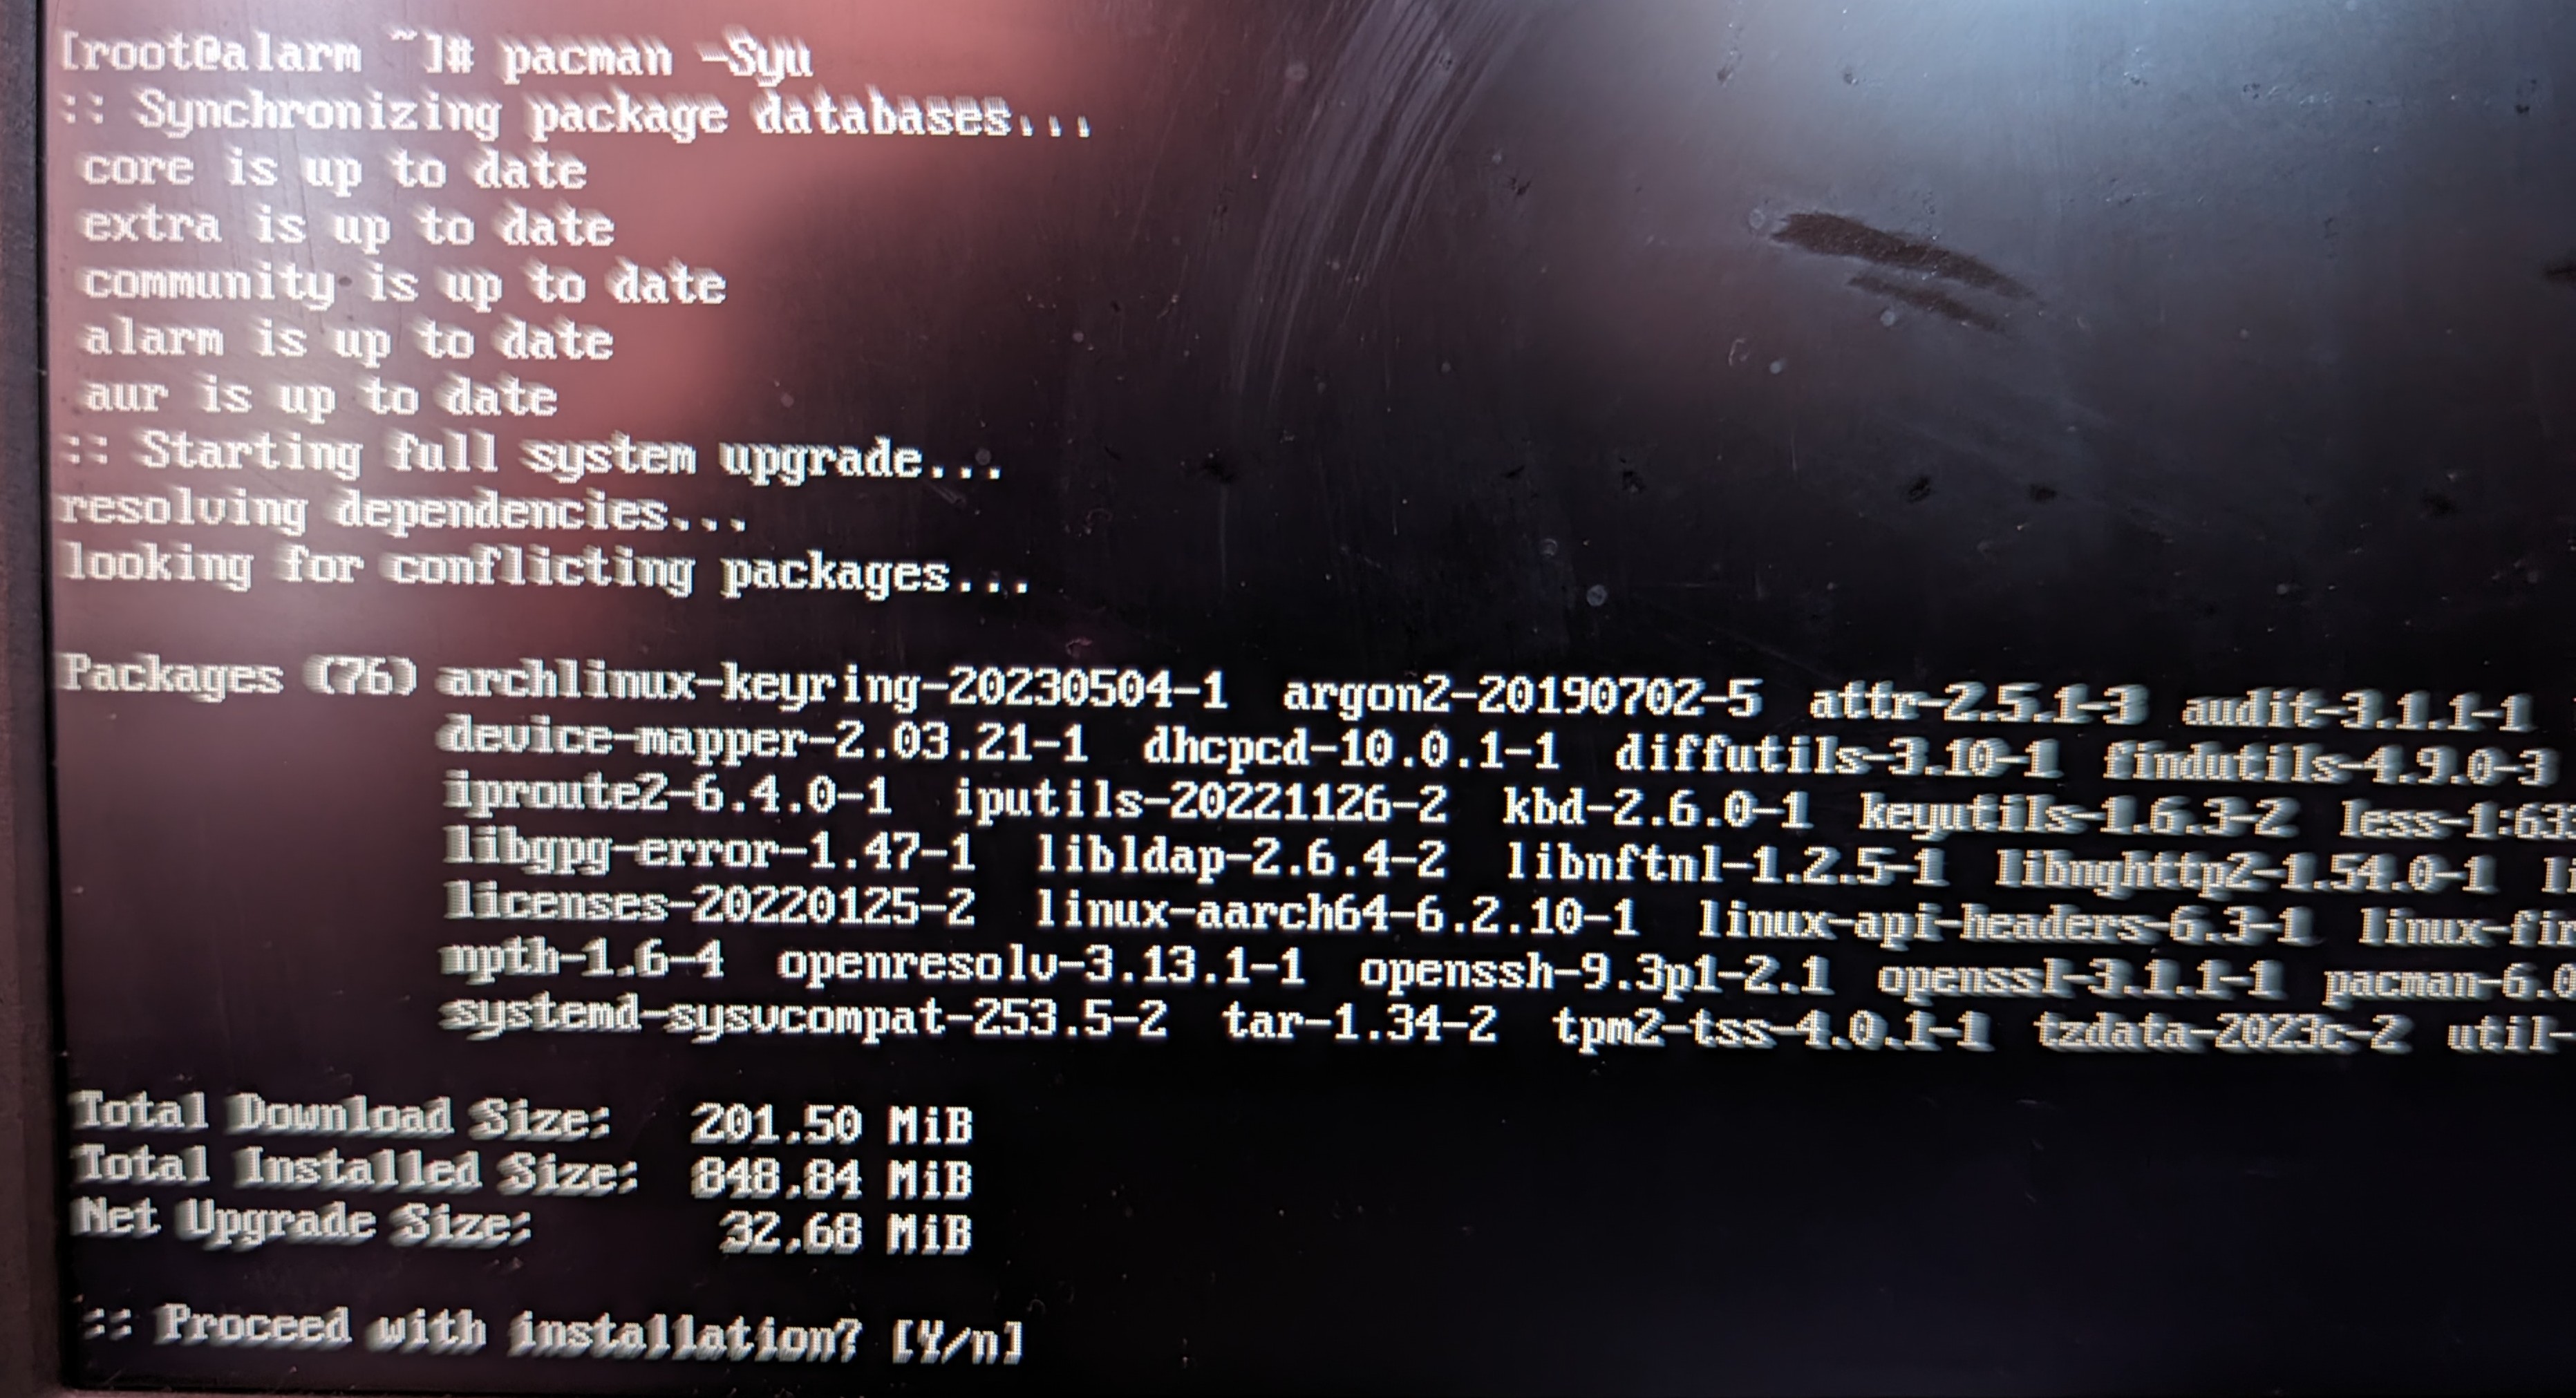 [root@alarm ~]# pacman -Syu
:: Synchronizing package databases...
 core is up to date
 extra is up to date
 community is up to date
 alarm is up to date
 aur is up to date
:: Starting full system upgrade...
resolving dependencies...
looking for conflicting packages...

Packages (76) archlinux-keyring-20230504-1  argon2-20190702-5  attr-2.5.1-3  audit-3.1.1-1
              device-mapper-2.03.21-1  dhcpcd-10.0.1-1  diffutils-3.10-1  findutils-4.9.0-3
              iproute2-6.4.0-1  iputils-20221126-2  kbd-2.6.0-1  keyutils-1.6.3-2  less-1:63
              libgpg-error-1.47-1  libldap-2.6.4-2  libnftnl-1.2.5-1  libnghttp2-1.54.0-1  li
              licenses-20220125-2  linux-aarch64-6.2.10-1  linux-api-headers-6.3-1  linux-fir
              npth-1.6-4  openresolv-3.13.1-1  openssh-9.3p1-2.1  openssl-3.1.1-1  pacman-6.0
              systemd-sysvcompat-253.5-2  tar-1.34-2  tpm2-tss-4.0.1-1  tzdata-2023c-2  util-

Total Download Size:   201.50 MiB
Total Installed Size:  848.84 MiB
Net Upgrade Size:       32.68 MiB

:: Proceed with installation? [Y/n]